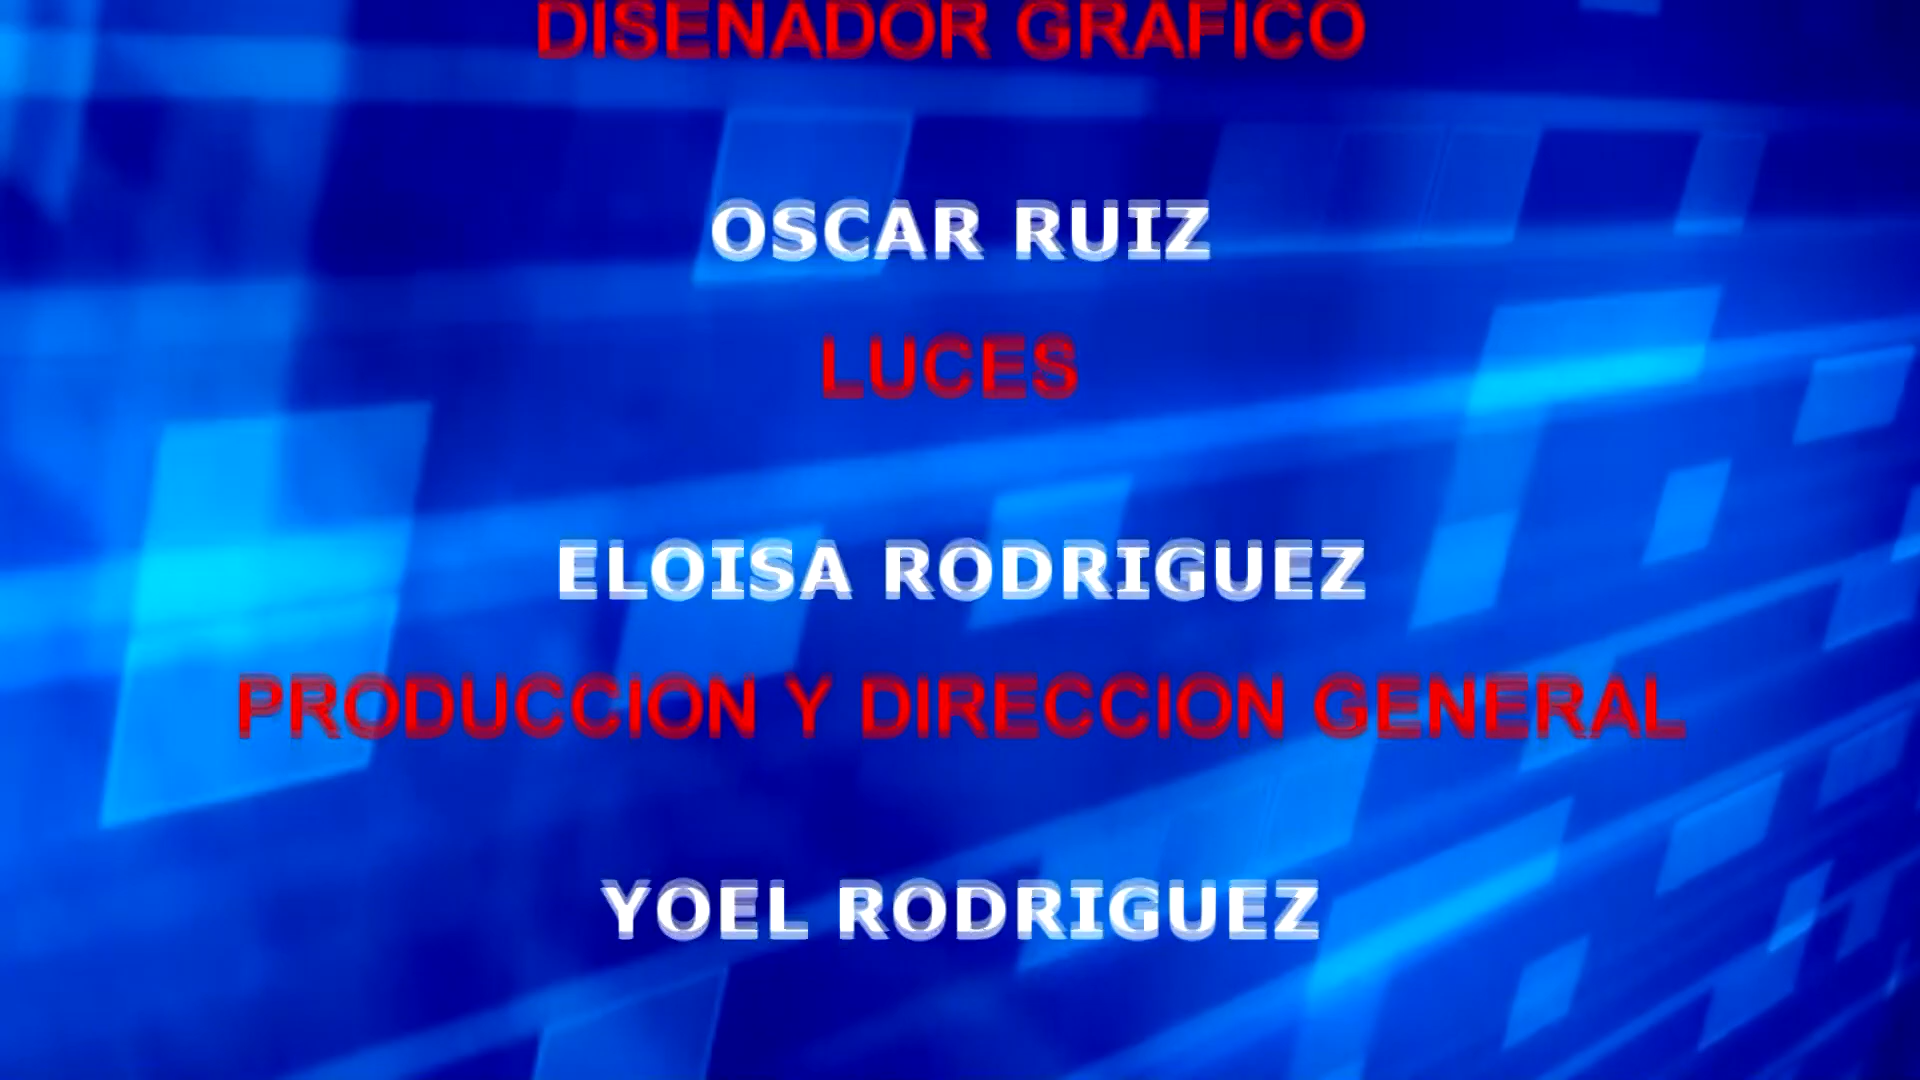 DISENADOR GRAFICO
OSCAR RUIZ
LUCES
ELOISA RODRIGUEZ
PRODUCCION Y DIRECCION GENERAL
YOEL RODRIGUEZ